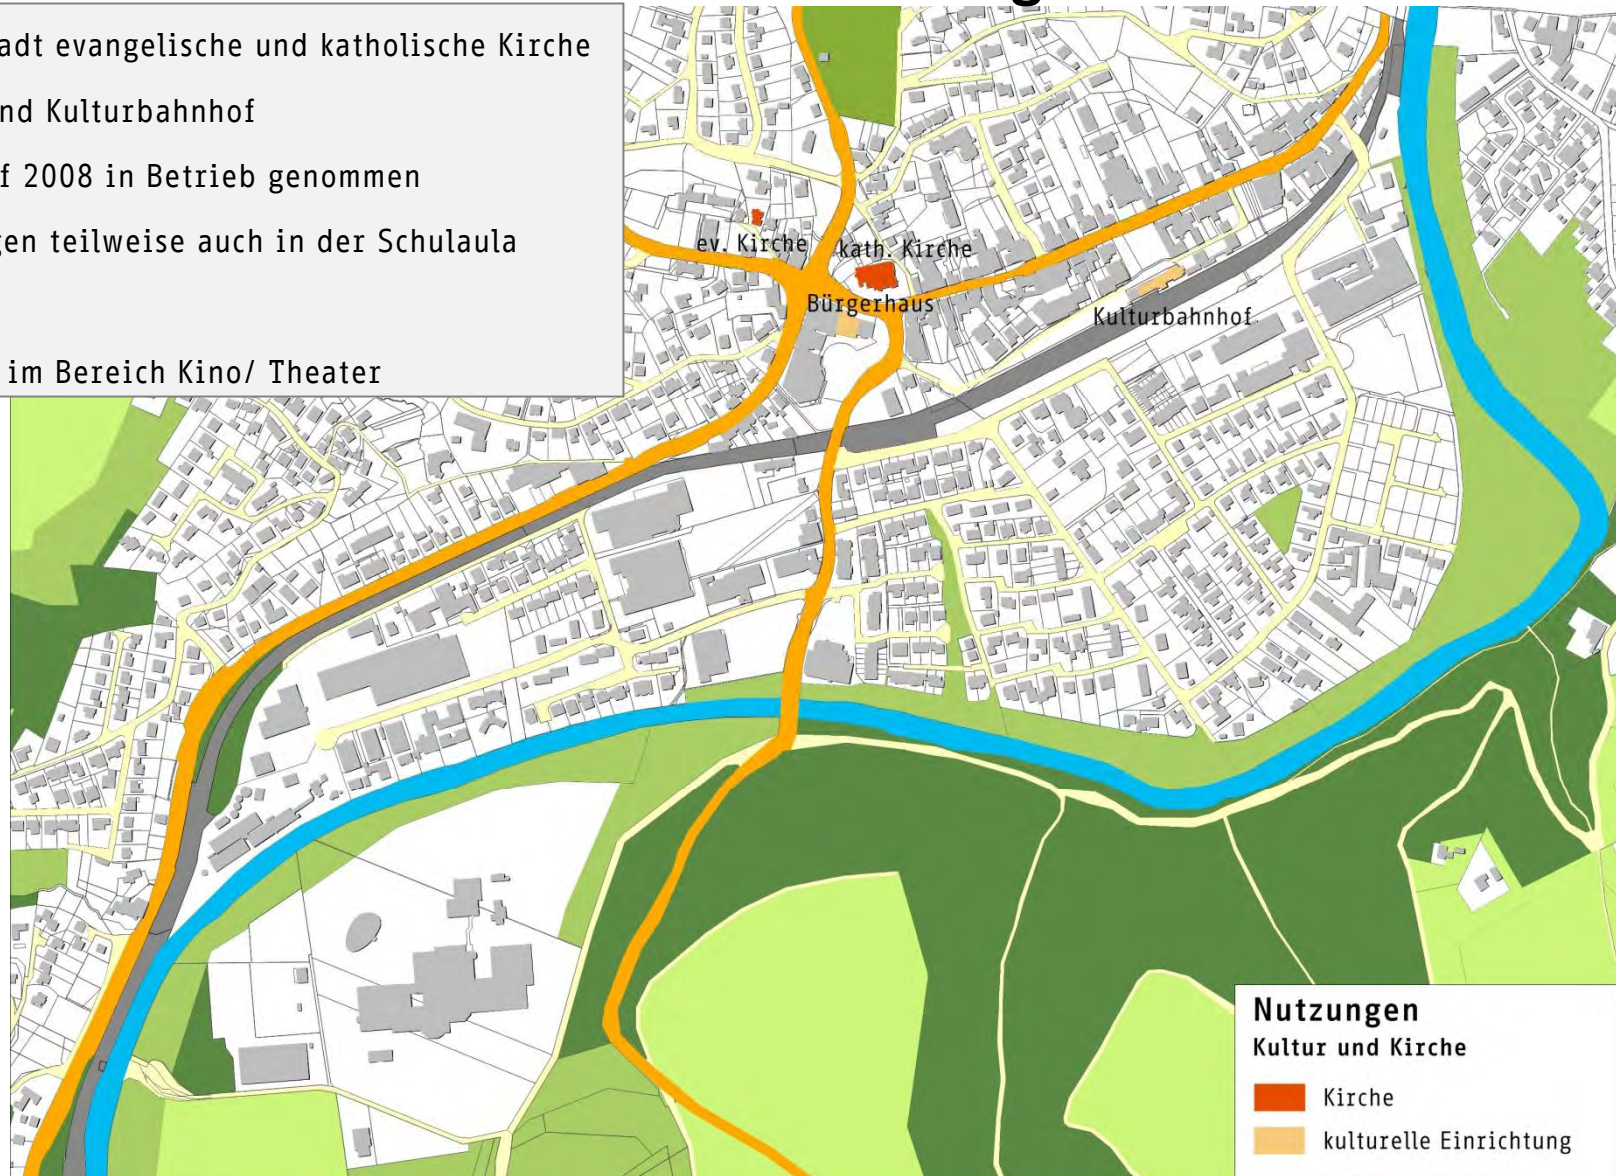 adt evangelische und katholische Kirche
nd Kulturbahnhof
f 2008 in Betrieb genommen
gen teilweise auch in der Schulaula
im Bereich Kino/ Theater
ev. Kirche
kath. Kirche
Bürgerhaus
Kulturbahnhof
Nutzungen
Kultur und Kirche
Kirche
kulturelle Einrichtung